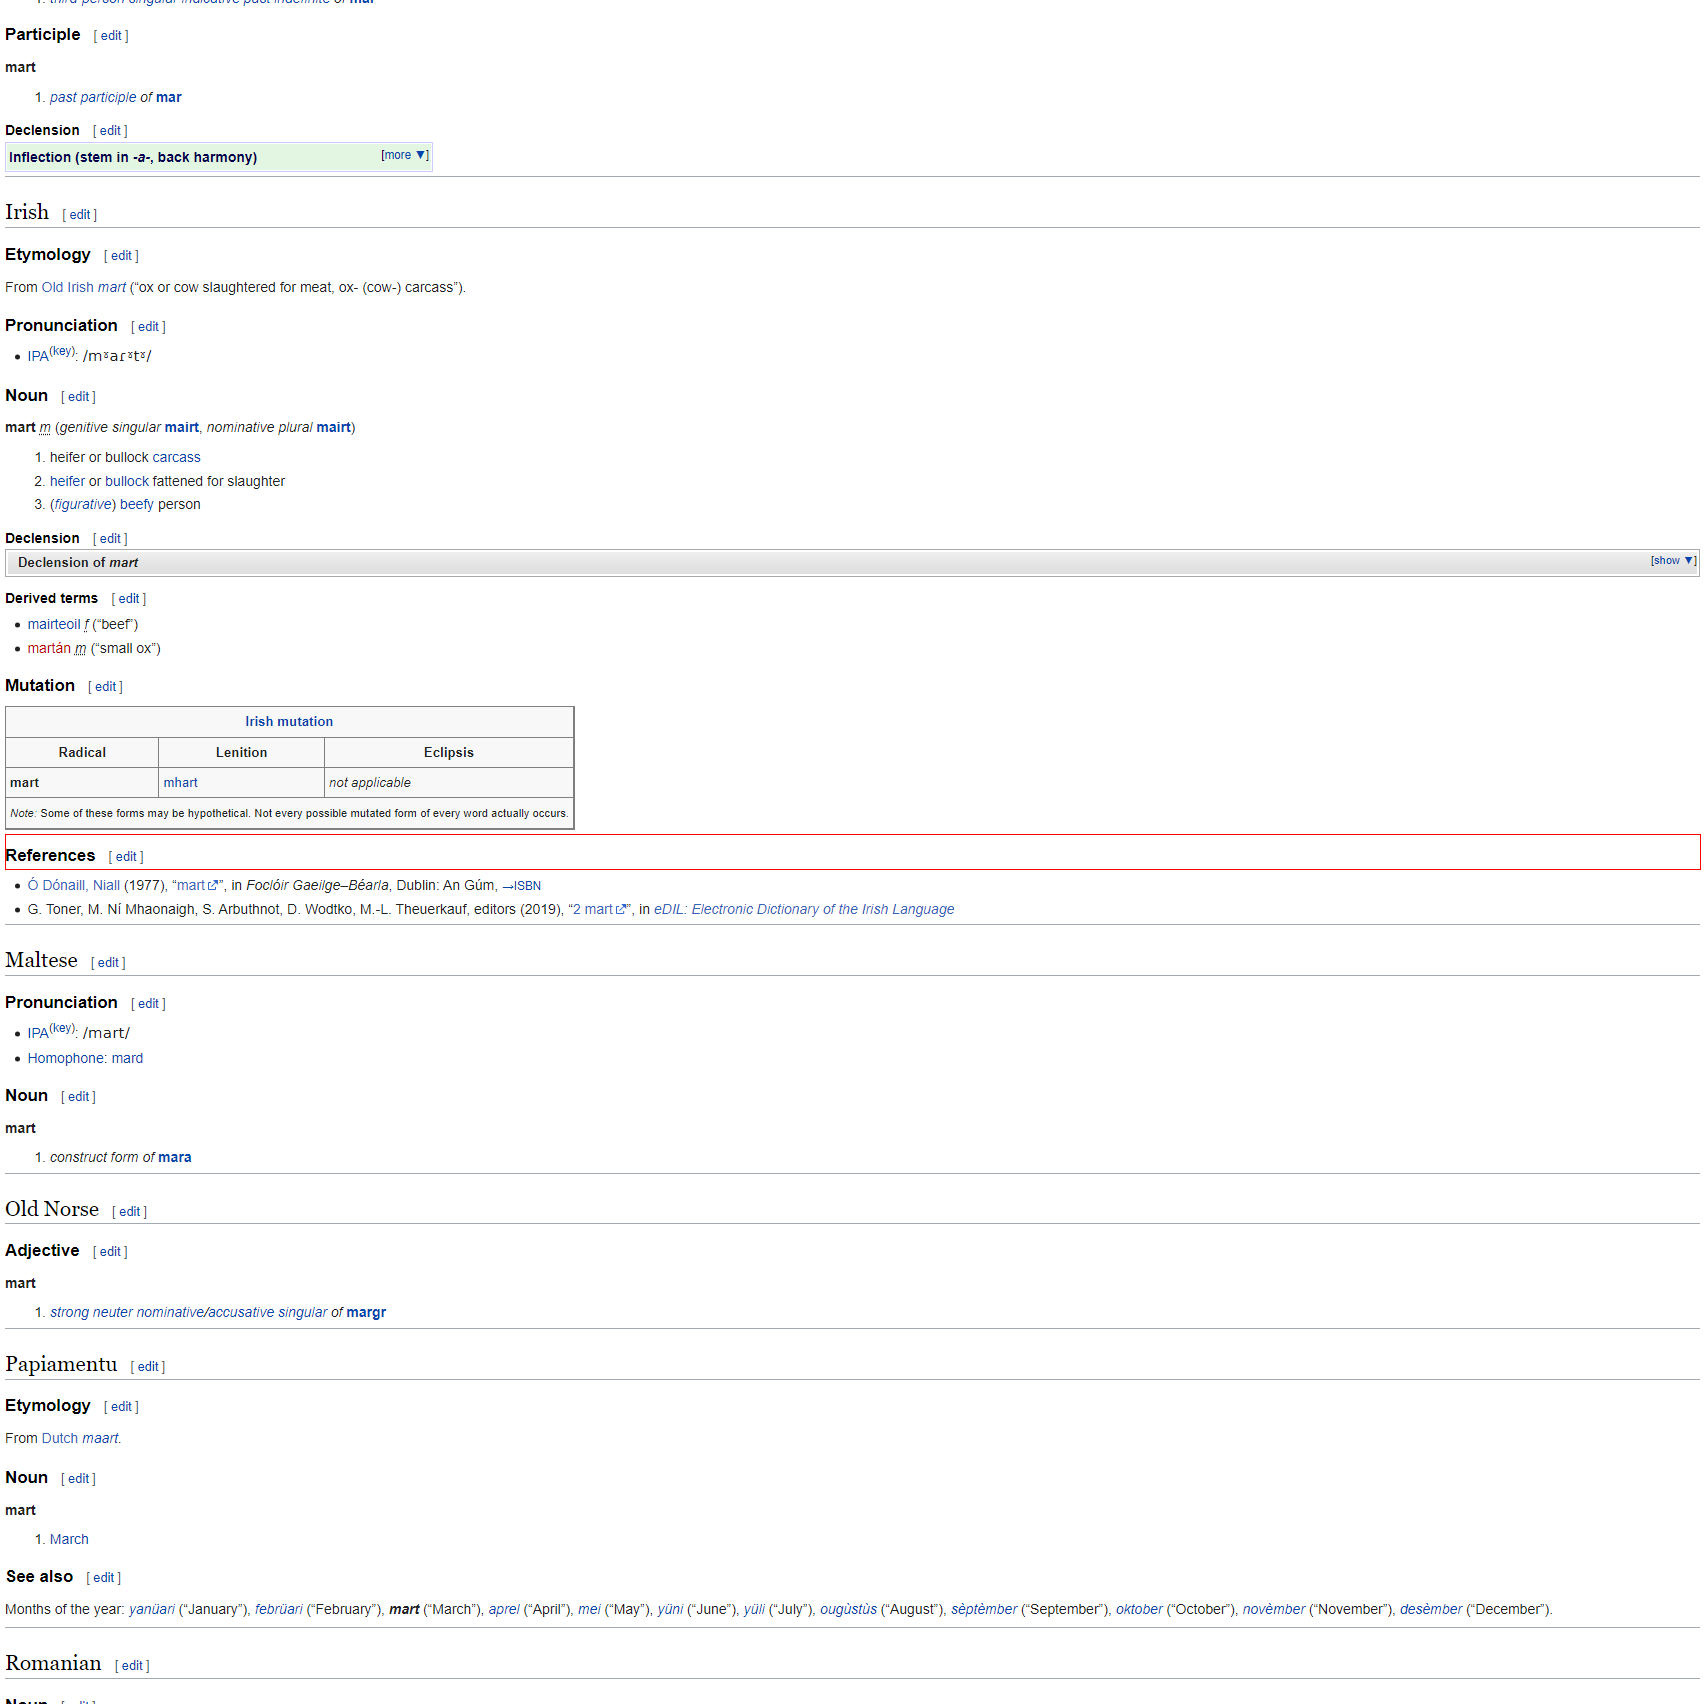 1. third-person singular indicative past indefinite of mar
Participle [ edit ]
mart
1. past participle of mar
Declension [ edit ]
Inflection (stem in -a-, back harmony) [more ▼]
Irish [ edit ]
Etymology [ edit ]
From Old Irish mart (“ox or cow slaughtered for meat, ox- (cow-) carcass”).
Pronunciation [ edit ]
• IPA(key): /mˠaɾˠtˠ/
Noun [ edit ]
mart m (genitive singular mairt, nominative plural mairt)
1. heifer or bullock carcass
2. heifer or bullock fattened for slaughter
3. (figurative) beefy person
Declension [ edit ]
Declension of mart [show ▼]
Derived terms [ edit ]
• mairteoil f (“beef”)
• martán m (“small ox”)
Mutation [ edit ]
Irish mutation
Radical Lenition Eclipsis
mart mhart not applicable
Note: Some of these forms may be hypothetical. Not every possible mutated form of every word actually occurs.
References [ edit ]
• Ó Dónaill, Niall (1977), “mart”, in Foclóir Gaeilge–Béarla, Dublin: An Gúm, →ISBN
• G. Toner, M. Ní Mhaonaigh, S. Arbuthnot, D. Wodtko, M.-L. Theuerkauf, editors (2019), “2 mart”, in eDIL: Electronic Dictionary of the Irish Language
Maltese [ edit ]
Pronunciation [ edit ]
• IPA(key): /mart/
• Homophone: mard
Noun [ edit ]
mart
1. construct form of mara
Old Norse [ edit ]
Adjective [ edit ]
mart
1. strong neuter nominative/accusative singular of margr
Papiamentu [ edit ]
Etymology [ edit ]
From Dutch maart.
Noun [ edit ]
mart
1. March
See also [ edit ]
Months of the year: yanüari (“January”), febrüari (“February”), mart (“March”), aprel (“April”), mei (“May”), yüni (“June”), yüli (“July”), ougùstùs (“August”), sèptèmber (“September”), oktober (“October”), novèmber (“November”), desèmber (“December”).
Romanian [ edit ]
Noun [ edit ]